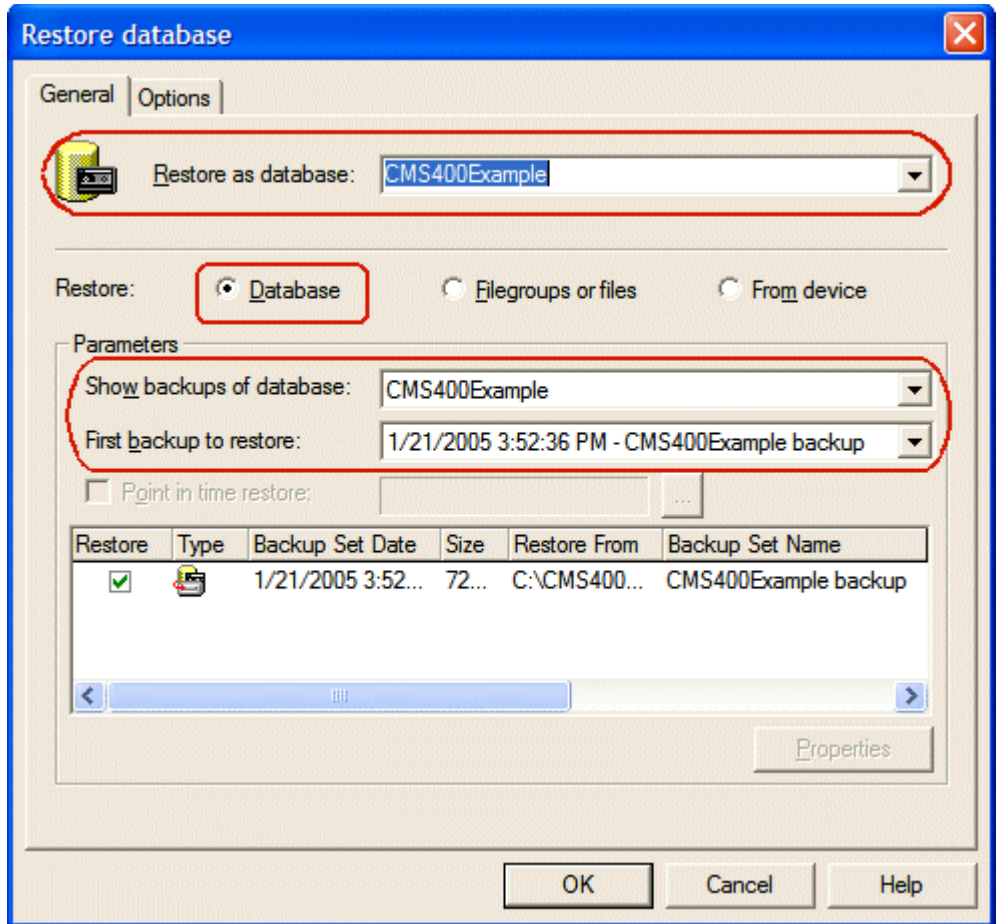 Restore database
General Options
Restore as database: CMS400Example
Restore: Database Filegroups or files From device
Parameters
Show backups of database: CMS400Example
First backup to restore: 1/21/2005 3:52:36 PM - CMS400Example backup
Point in time restore: ...
Restore Type Backup Set Date Size Restore From Backup Set Name
1/21/2005 3:52... 72... C:\CMS400... CMS400Example backup
Properties
OK Cancel Help